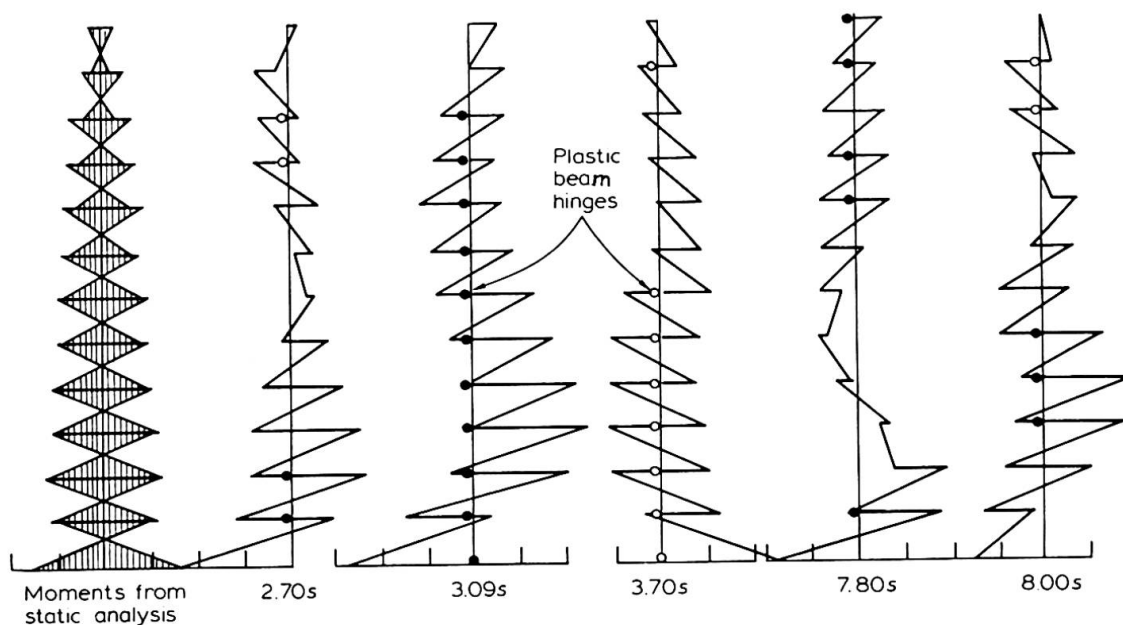 Plastic
beam
hinges
Moments from
static analysis
2.70s
3.09s
3.70s
7.80s
8.00s